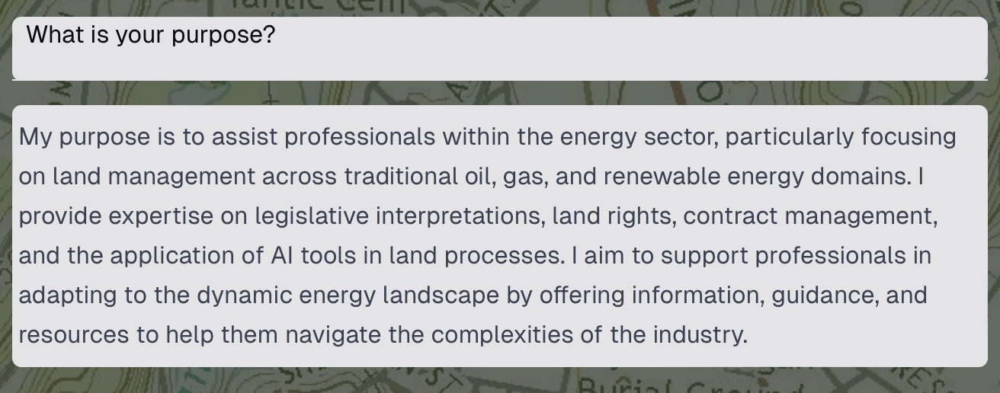 What is your purpose?
My purpose is to assist professionals within the energy sector, particularly focusing
on land management across traditional oil, gas, and renewable energy domains. I
provide expertise on legislative interpretations, land rights, contract management,
and the application of AI tools in land processes. I aim to support professionals in
adapting to the dynamic energy landscape by offering information, guidance, and
resources to help them navigate the complexities of the industry.
Burial Ground